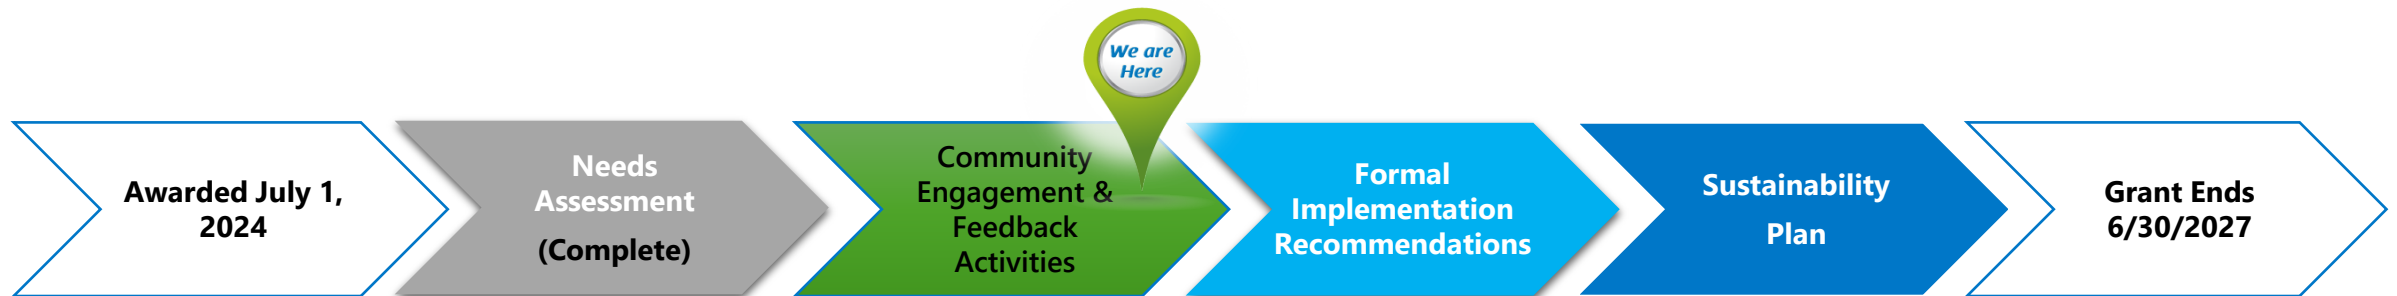 We are
Here
Awarded July 1,
2024
Needs
Assessment
(Complete)
Community
Engagement &
Feedback
Activities
Formal
Implementation
Recommendations
Sustainability
Plan
Grant Ends
6/30/2027